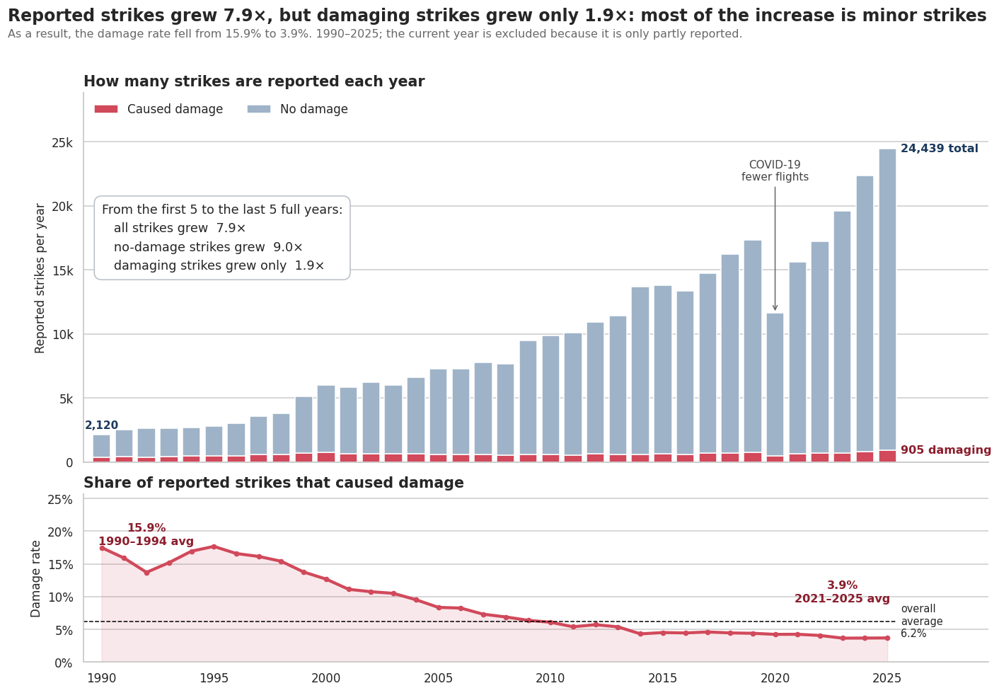 Reported strikes grew 7.9×, but damaging strikes grew only 1.9×: most of the increase is minor strikes
As a result, the damage rate fell from 15.9% to 3.9%. 1990–2025; the current year is excluded because it is only partly reported.
How many strikes are reported each year
Caused damage
No damage
25k
24,439 total
COVID-19
fewer flights
20k
From the first 5 to the last 5 full years:
all strikes grew 7.9×
no-damage strikes grew 9.0×
damaging strikes grew only 1.9×
15k
Reported strikes per year
10k
5k
2,120
905 damaging
0
Share of reported strikes that caused damage
25%
20%
15.9%
1990–1994 avg
15%
Damage rate
10%
3.9%
2021–2025 avg
overall
average
6.2%
5%
0%
1990
1995
2000
2005
2010
2015
2020
2025